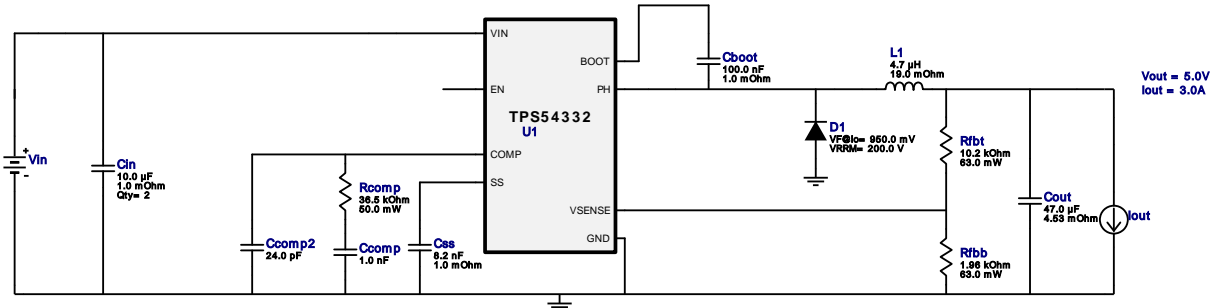 VIN
BOOT
EN
PH
TPS54332
U1
COMP
SS
VSENSE
GND
Vin
+
-
Cin
10.0 µF
1.0 mOhm
Qty= 2
Ccomp2
24.0 pF
Rcomp
36.5 kOhm
50.0 mW
Ccomp
1.0 nF
Css
8.2 nF
1.0 mOhm
Cboot
100.0 nF
1.0 mOhm
L1
4.7 µH
19.0 mOhm
D1
VF@Io= 950.0 mV
VRRM= 200.0 V
Rfbt
10.2 kOhm
63.0 mW
Rfbb
1.96 kOhm
63.0 mW
Cout
47.0 µF
4.53 mOhm
Iout
Vout = 5.0V
Iout = 3.0A